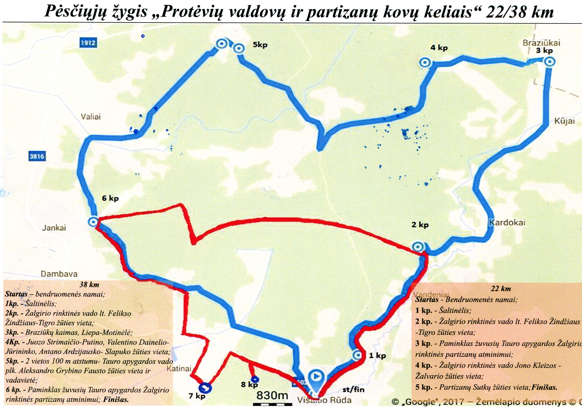 Pėsčiųjų žygis „Protėvių valdovų ir partizanų kovų keliais“ 22/38 km
1912
5kp
4 kp
Braziūkai
3 kp
Valiai
Kūjai
3816
6 kp
Jankai
2 kp
Kardokai
Dambava
Vandeniai
38 km
Startas – bendruomenės namai;
1kp. - Šaltinėlis;
2kp. - Žalgirio rinktinės vado lt. Felikso
Žindžiaus-Tigro žūties vieta;
3kp. - Braziūkų kaimas, Liepa-Motinėlė;
4Kp. - Juozo Strimaičio-Putino, Valentino Dainelio-
Jūrininko, Antano Ardzijausko- Slapuko žūties vieta;
5kp. - 2 vietos 100 m atstumu- Tauro apygardos vado
plk. Aleksandro Grybino Fausto žūties vieta ir
vadavietė;
6 kp. - Paminklas žuvusių Tauro apygardos Žalgirio
rinktinės partizanų atminimui; Finišas.
22 km
Startas - Bendruomenės namai;
1 kp. - Šaltinėlis;
2 kp. - Žalgirio rinktinės vado lt. Felikso Žindžiaus
-Tigro žūties vieta;
3 kp. - Paminklas žuvusių Tauro apygardos Žalgirio
rinktinės partizanų atminimui;
4 kp. - Žalgirio rinktinės vado Jono Kleizos -
Žalvario žūties vieta;
5 kp. - Partizanų Sutkų žūties vieta; Finišas.
1 kp
Katinai
7 kp
8 kp
st/fin
830m
Rūda
© „Google“, 2017 – Žemėlapio duomenys ©